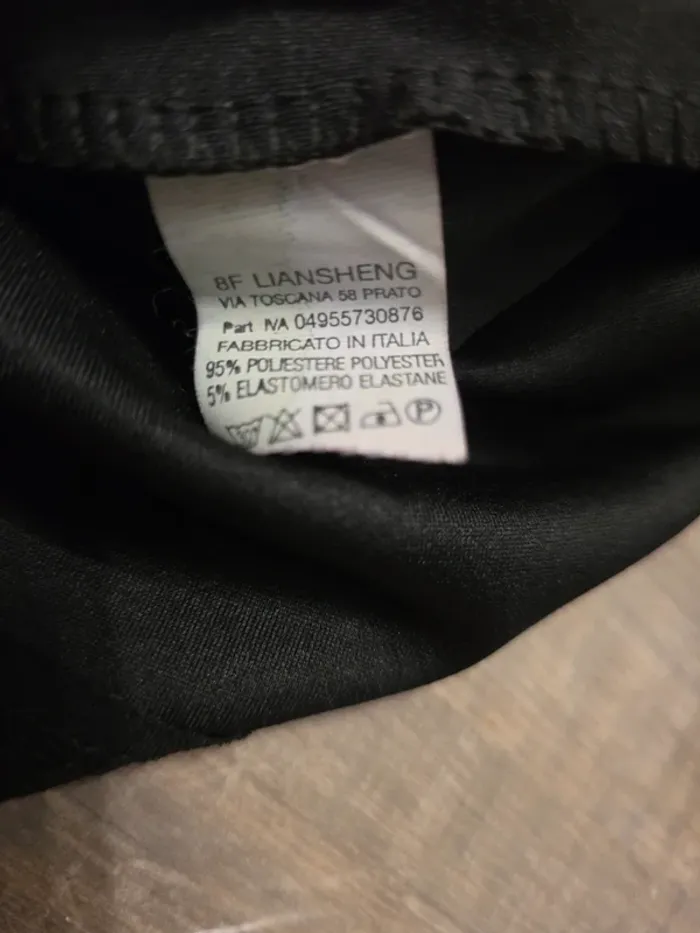 8F LIANSHENG
VIA TOSCANA 58 PRATO
Part IVA 04955730876
FABBRICATO IN ITALIA
95% POLIESTERE POLYESTER
5% ELASTOMERO ELASTANE
P